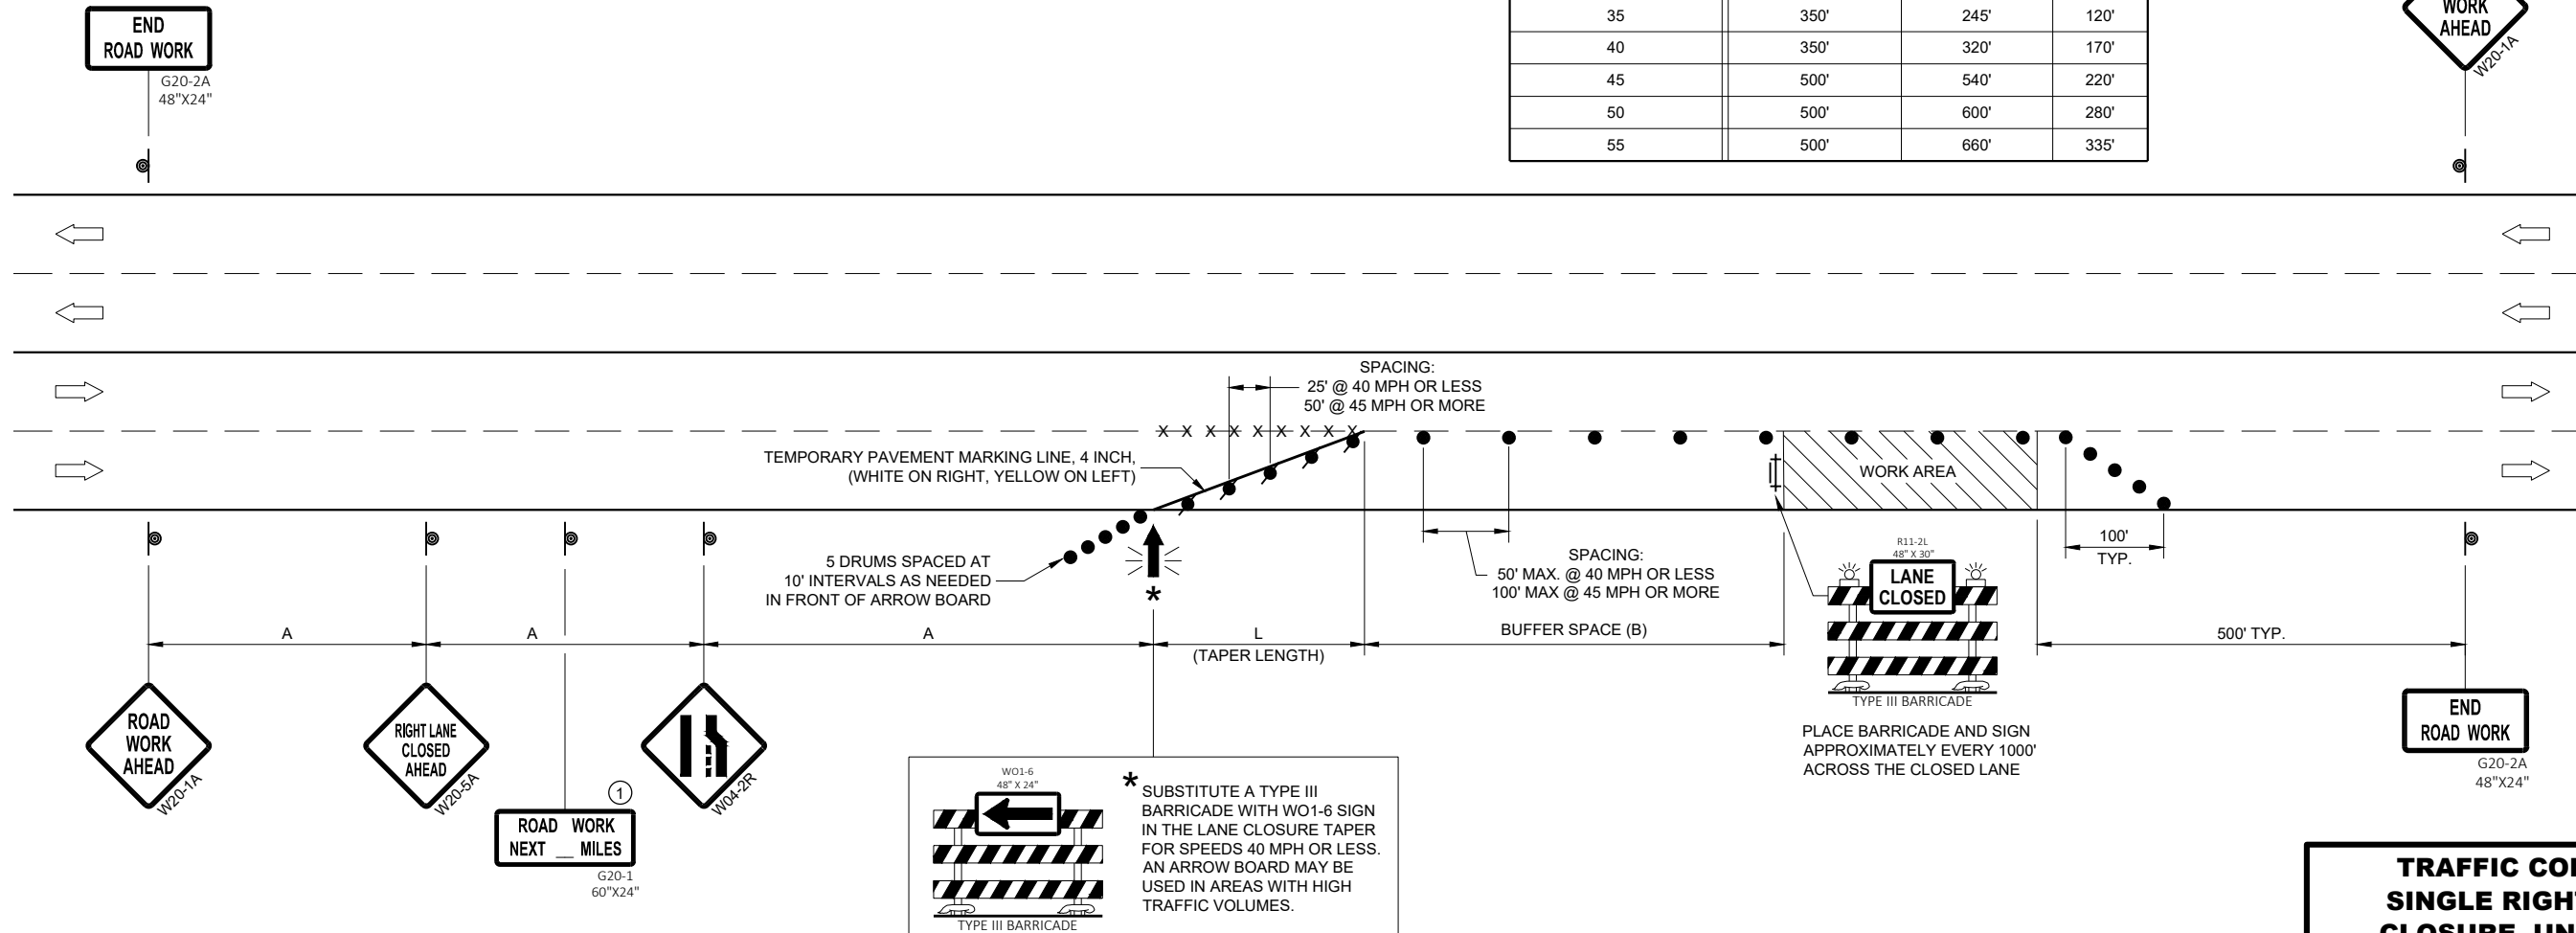 END
ROAD WORK
G20-2A
48"X24"
35 350' 245' 120'
40 350' 320' 170'
45 500' 540' 220'
50 500' 600' 280'
55 500' 660' 335'
WORK
AHEAD
W20-1A
SPACING:
25' @ 40 MPH OR LESS
50' @ 45 MPH OR MORE
X X X X X X X X X
TEMPORARY PAVEMENT MARKING LINE, 4 INCH,
(WHITE ON RIGHT, YELLOW ON LEFT)
WORK AREA
5 DRUMS SPACED AT
10' INTERVALS AS NEEDED
IN FRONT OF ARROW BOARD
*
SPACING:
50' MAX. @ 40 MPH OR LESS
100' MAX @ 45 MPH OR MORE
R11-2L
48" X 30"
LANE
CLOSED
TYPE III BARRICADE
100'
TYP.
A
A
A
L
(TAPER LENGTH)
BUFFER SPACE (B)
500' TYP.
ROAD
WORK
AHEAD
W20-1A
RIGHT LANE
CLOSED
AHEAD
W20-5A
1
ROAD WORK
NEXT __ MILES
G20-1
60"X24"
W04-2R
WO1-6
48" X 24"
TYPE III BARRICADE
* SUBSTITUTE A TYPE III
BARRICADE WITH WO1-6 SIGN
IN THE LANE CLOSURE TAPER
FOR SPEEDS 40 MPH OR LESS.
AN ARROW BOARD MAY BE
USED IN AREAS WITH HIGH
TRAFFIC VOLUMES.
PLACE BARRICADE AND SIGN
APPROXIMATELY EVERY 1000'
ACROSS THE CLOSED LANE
END
ROAD WORK
G20-2A
48"X24"
TRAFFIC
SINGLE
CLOSURE,